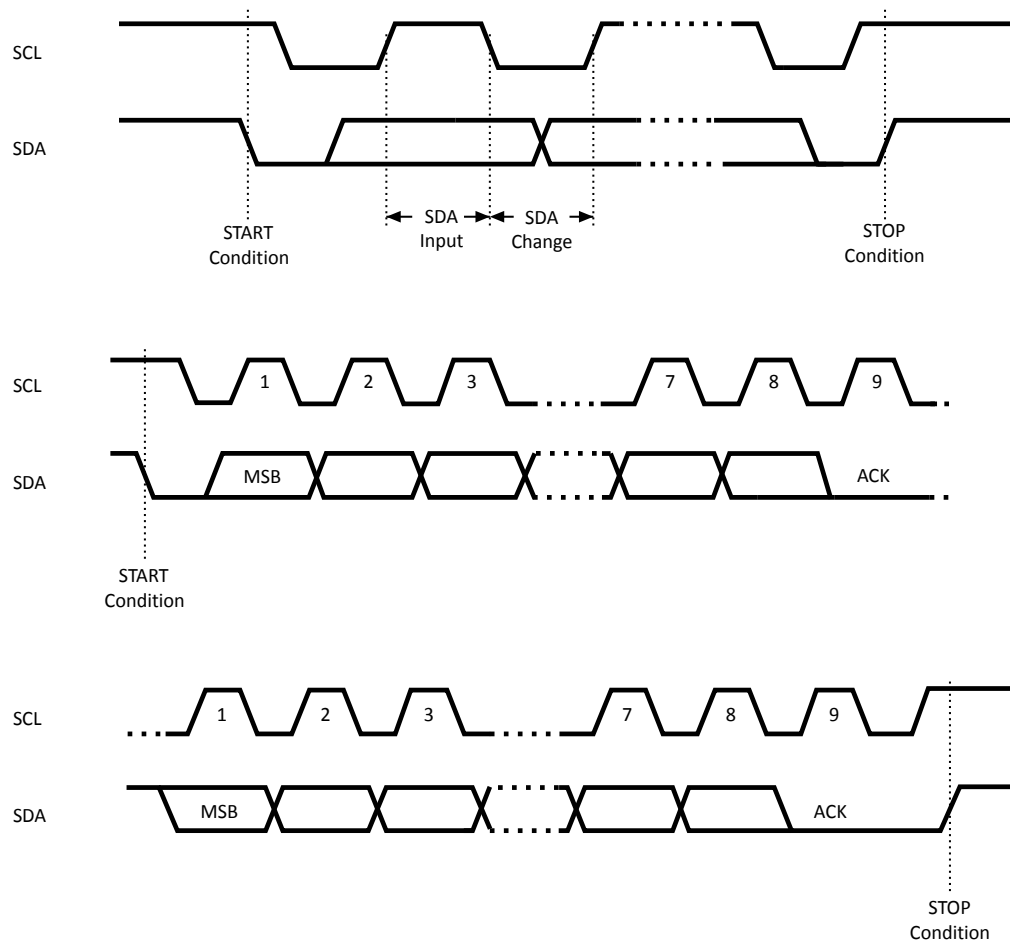 SCL
SDA
SDA
Input
SDA
Change
START
Condition
STOP
Condition
SCL
1
2
3
7
8
9
SDA
MSB
ACK
START
Condition
SCL
1
2
3
7
8
9
SDA
MSB
ACK
STOP
Condition